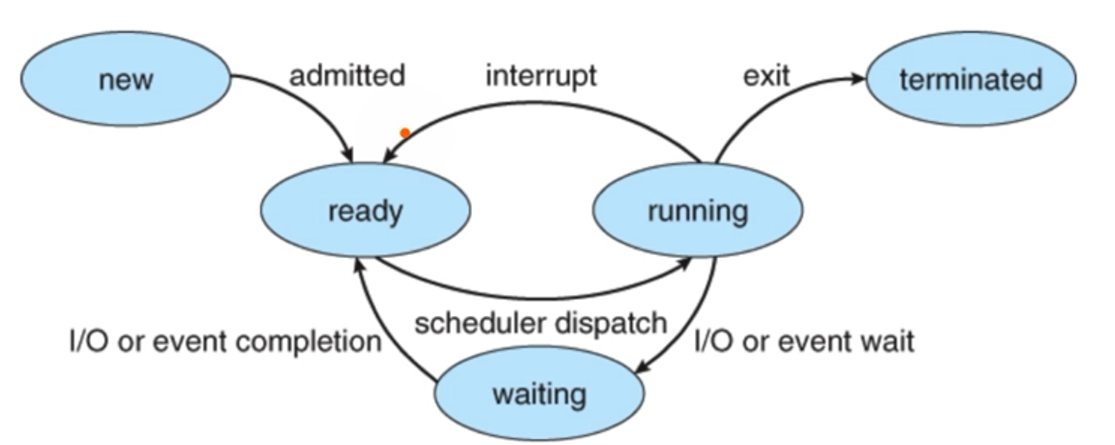 new
admitted
interrupt
exit
terminated
ready
running
scheduler dispatch
I/O or event completion
I/O or event wait
waiting